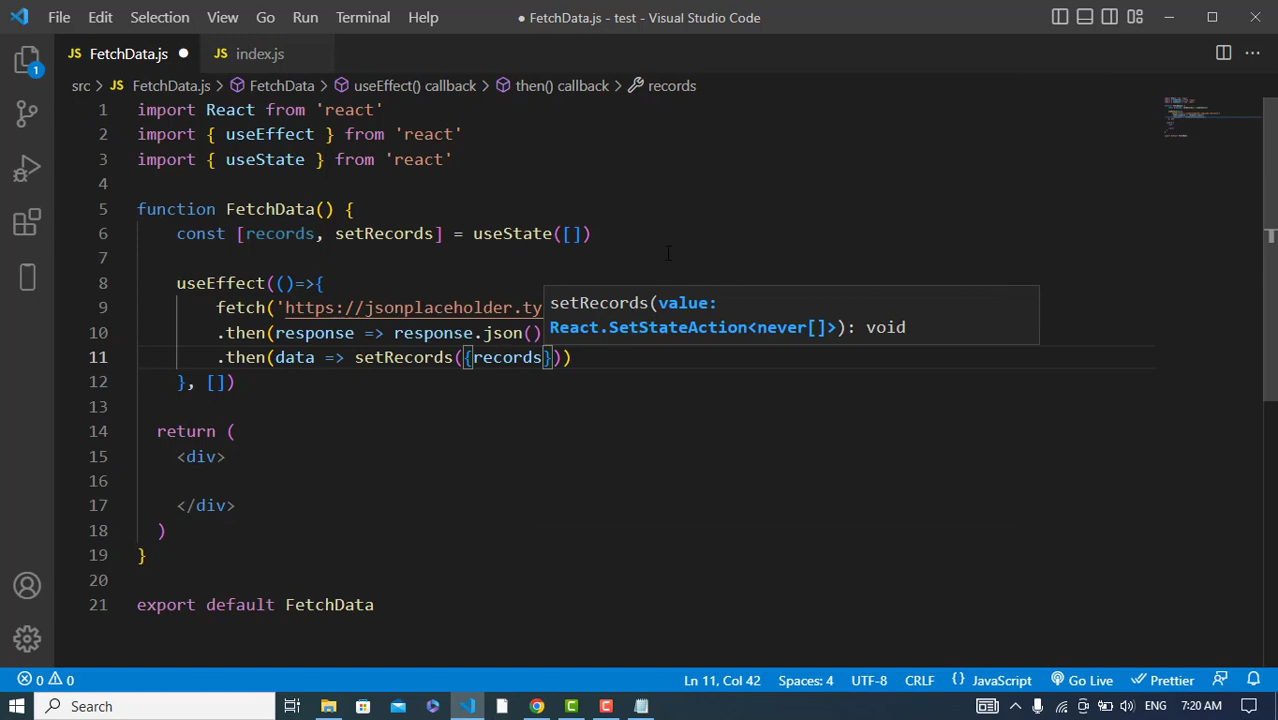 File Edit Selection View Go Run Terminal Help ● FetchData.js - test - Visual Studio Code
JS FetchData.js ● JS index.js
src > JS FetchData.js > FetchData > useEffect() callback > then() callback > records
1 import React from 'react'
2 import { useEffect } from 'react'
3 import { useState } from 'react'
4
5 function FetchData() {
6 const [records, setRecords] = useState([])
7
8 useEffect(()=>{
9 fetch('https://jsonplaceholder.ty
setRecords(value:
10 .then(response => response.json()
React.SetStateAction<never[]>): void
11 .then(data => setRecords({records}))
12 }, [])
13
14 return (
15 <div>
16
17 </div>
18 )
19 }
20
21 export default FetchData
1
0 0 Ln 11, Col 42 Spaces: 4 UTF-8 CRLF {} JavaScript Go Live Prettier
Search ENG 7:20 AM